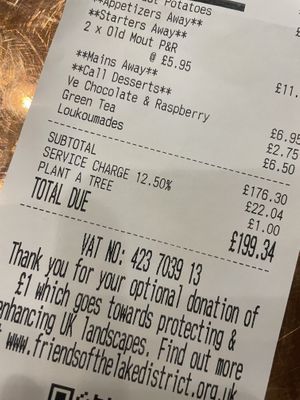 Potatoes
**Appetizers Away**
**Starters Away**
2 x Old Mout P&R
@ £5.95 £11.
**Mains Away**
**Call Desserts**
Ve Chocolate & Raspberry £6.95
Green Tea £2.75
Loukoumades £6.50
SUBTOTAL £176.30
SERVICE CHARGE 12.50% £22.04
PLANT A TREE £1.00
TOTAL DUE £199.34
VAT NO: 423 7039 13
Thank you for your optional donation of
£1 which goes towards protecting &
enhancing UK landscapes. Find out more
www.friendsofthelakedistrict.org.uk